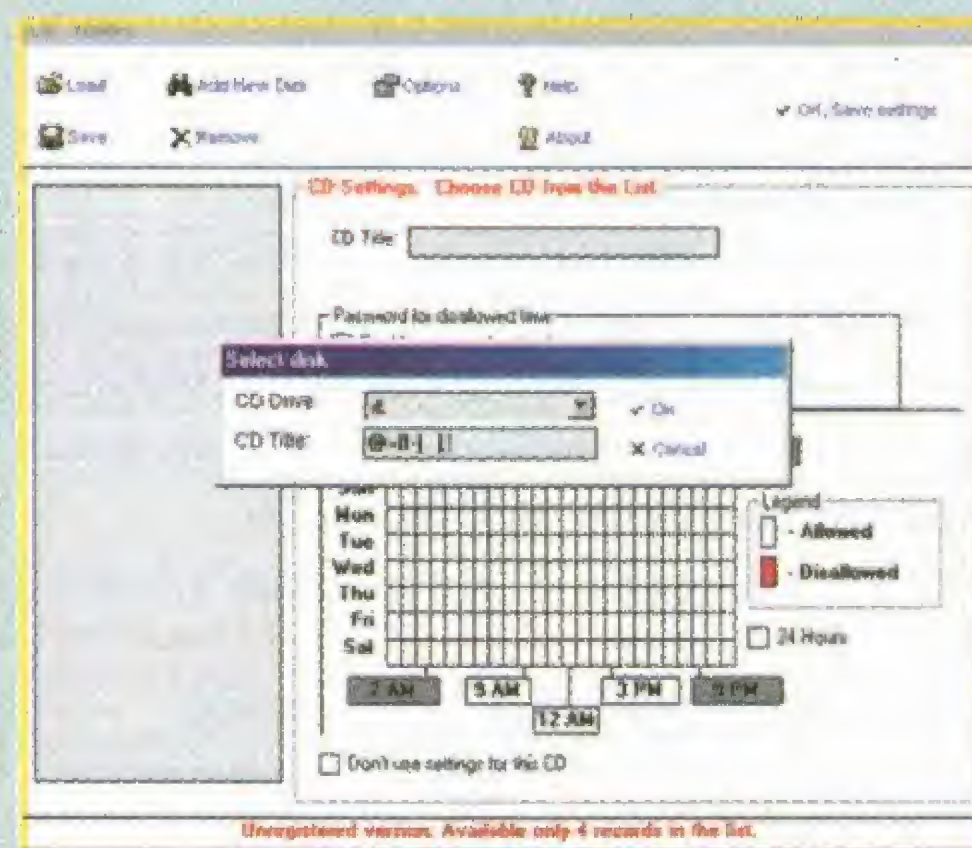 Load Add New Disk Options Help
OK, Save settings
Save Remove About
CD Settings. Choose CD from the List
CD Title:
Password for disallowed time
Select disk
CD Drive
CD Title:
Cancel
Sun
Mon
Tue
Wed
Thu
Fri
Sat
Legend
- Allowed
- Disallowed
24 Hours
7 AM 9 AM 3 PM 9 PM
12 AM
Don't use settings for this CD
Unregistered version. Available only 4 records in the list.